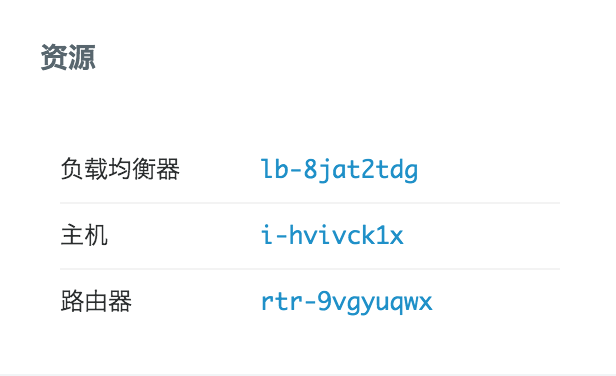 资源
负载均衡器 lb-8jat2tdg
主机 i-hvivck1x
路由器 rtr-9vgyuqwx